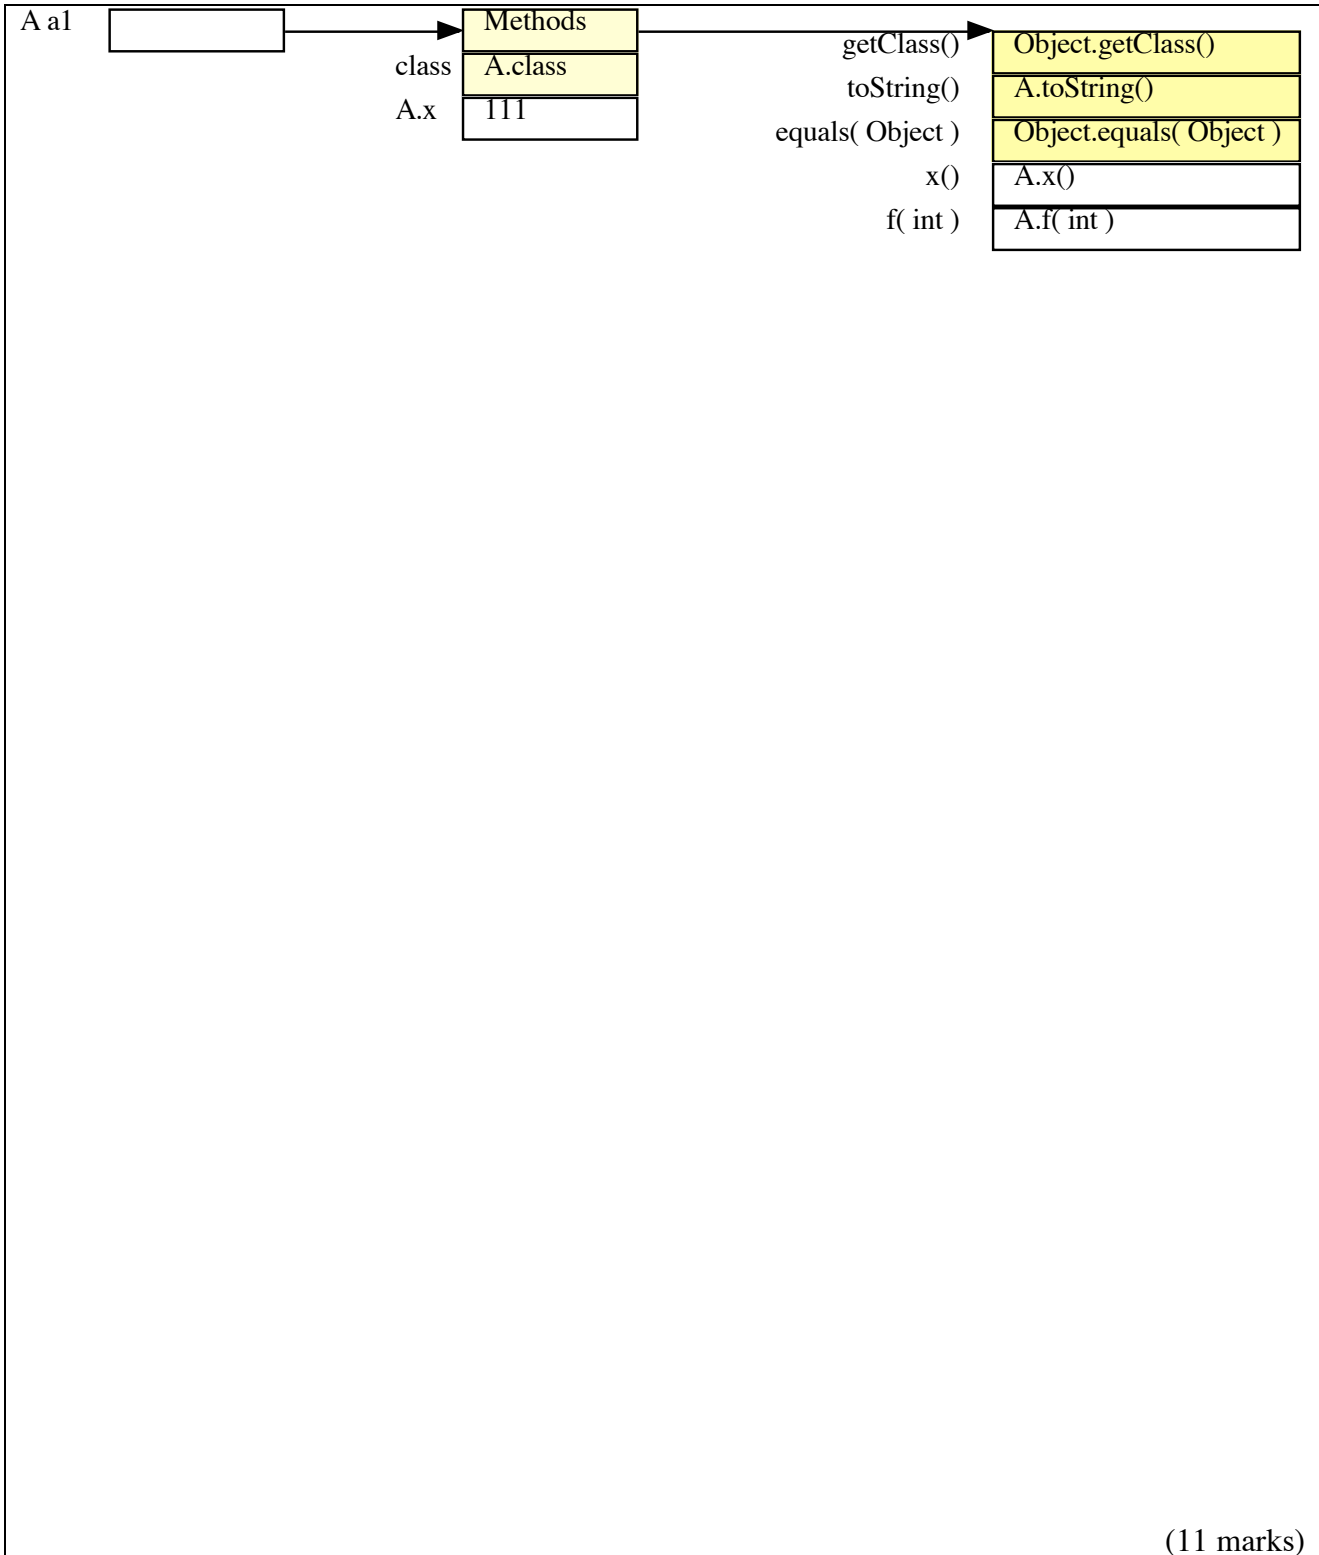 A a1 Methods
getClass() Object.getClass()
class A.class
toString() A.toString()
A.x 111
equals( Object ) Object.equals( Object )
x() A.x()
f( int ) A.f( int )
(11 marks)